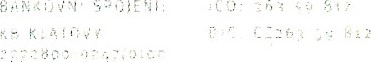 BANKOVNÍ SPOJENÍ: IČO: 263 59 812
KB KLATOVY DIČ: CZ263 59 812